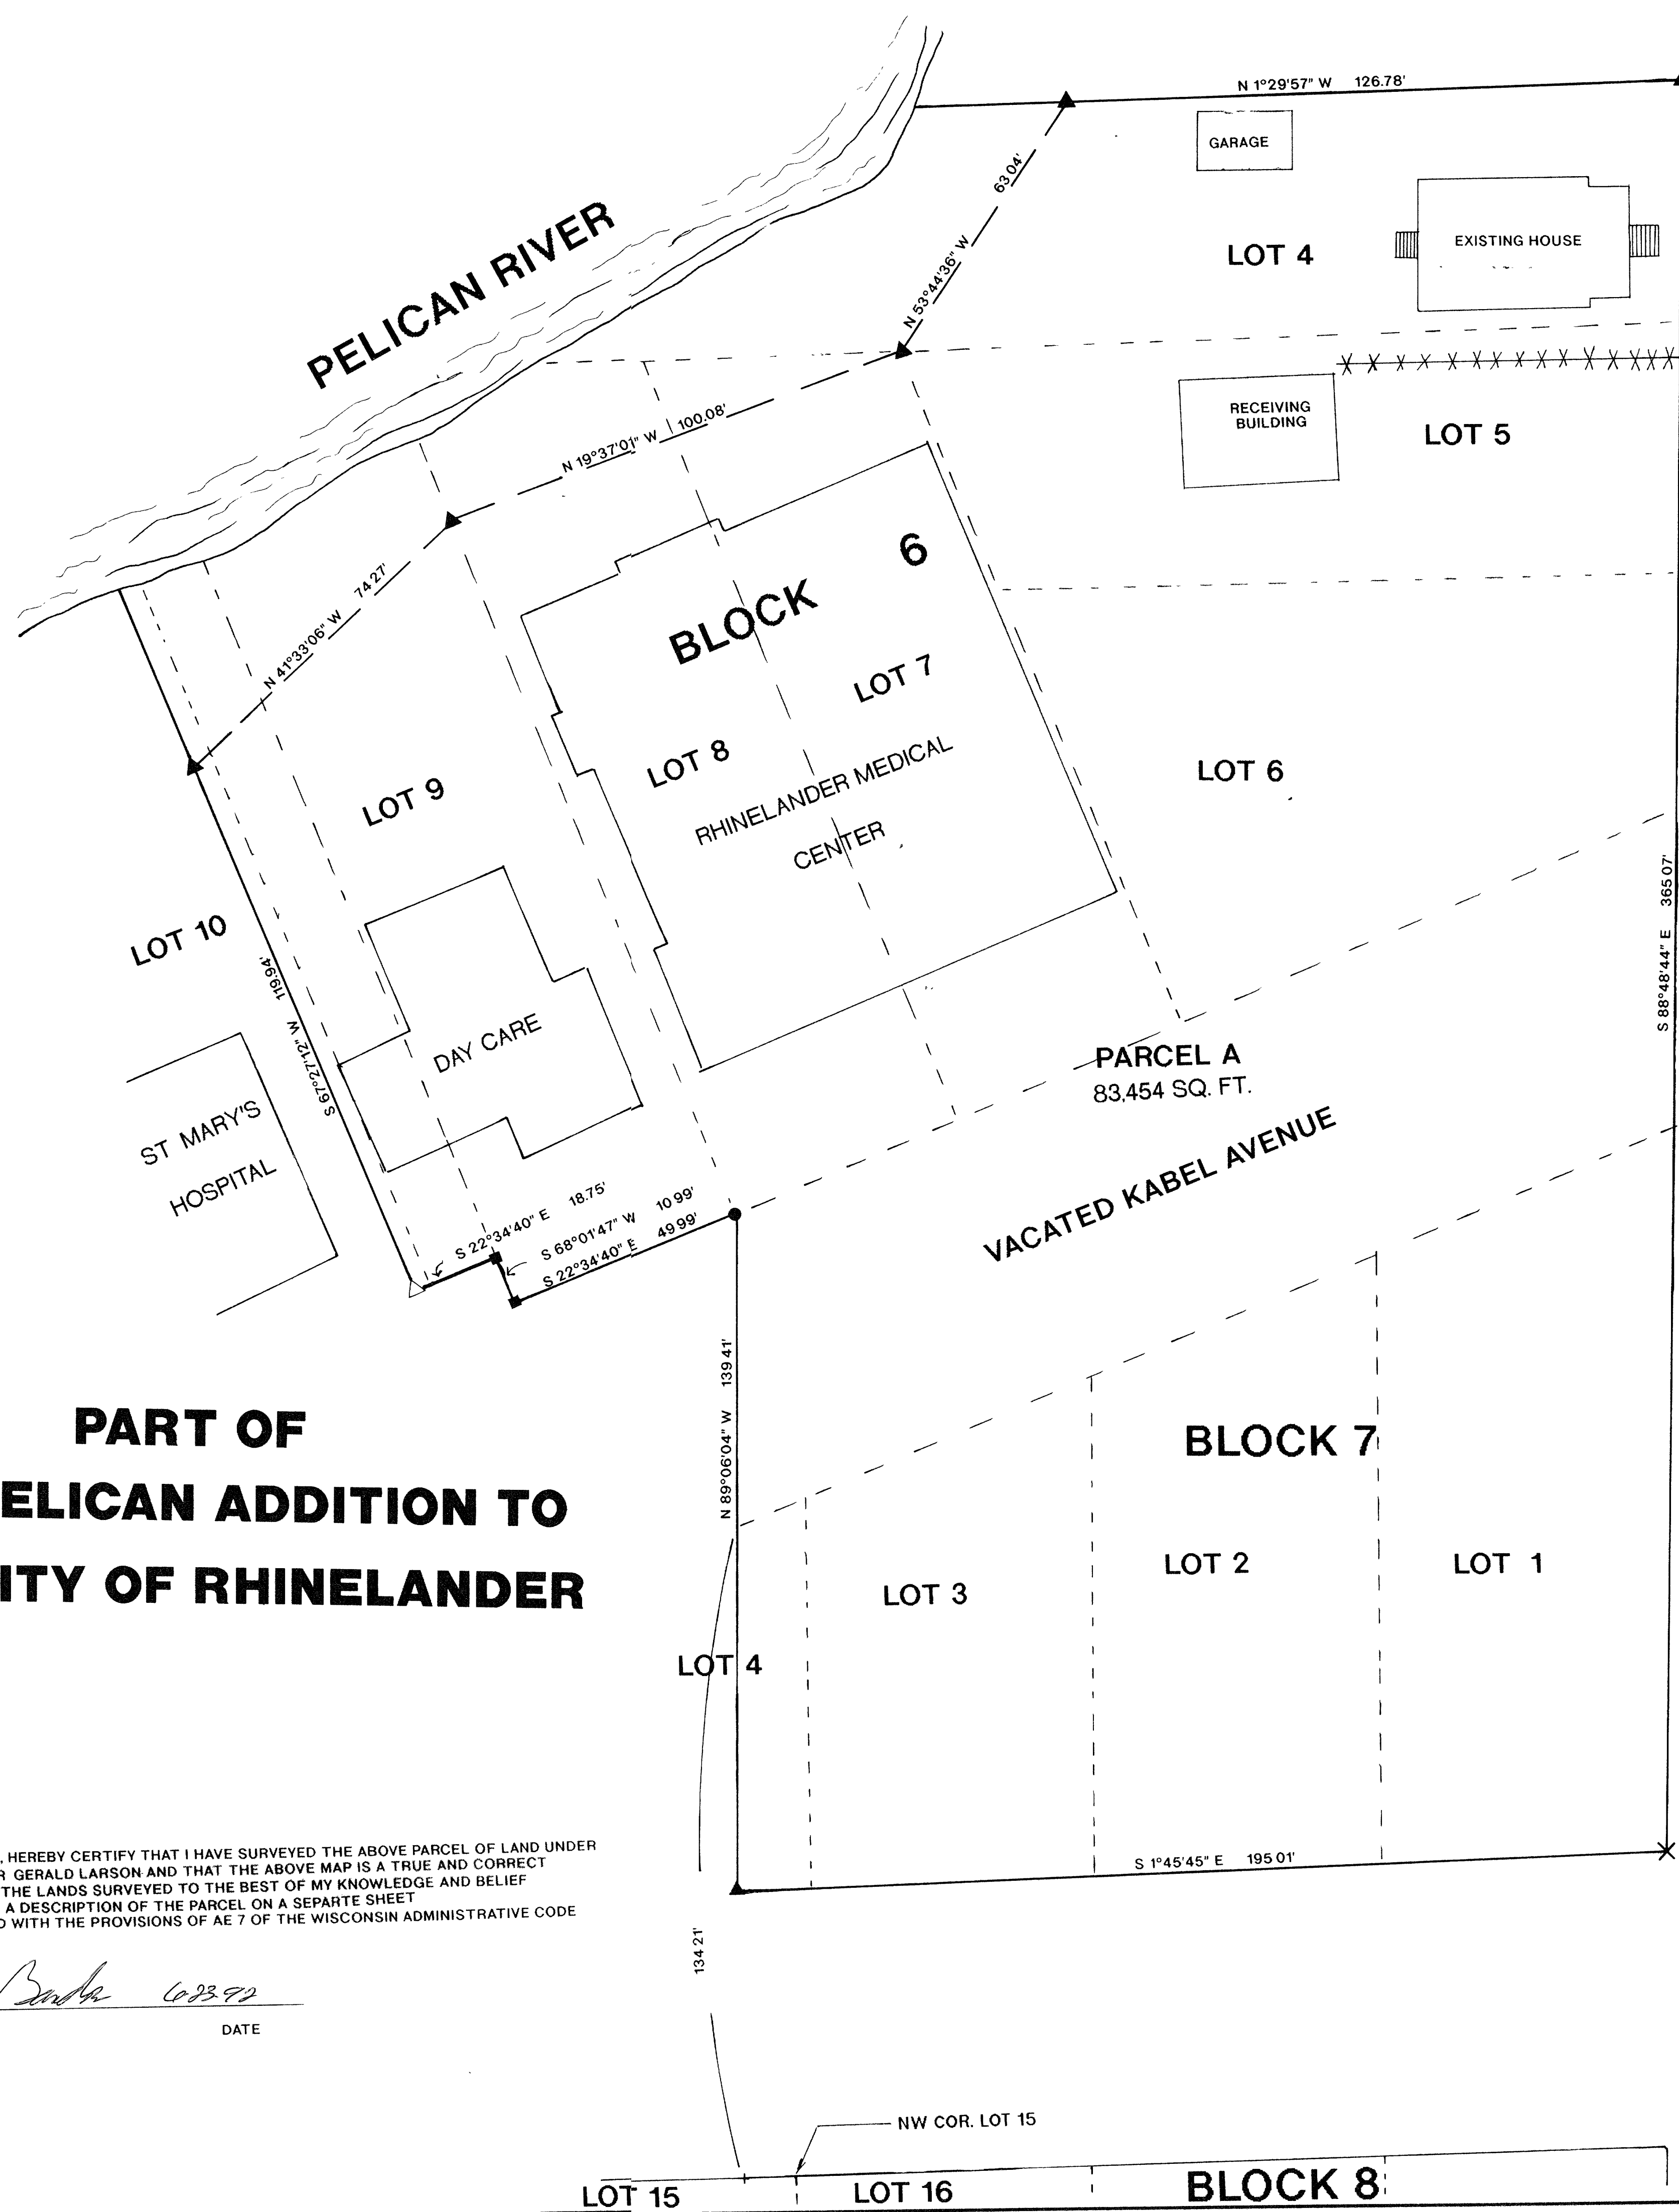 N 1°29'57" W 126.78'
GARAGE
63 04'
N 53°44'36" W
LOT 4
EXISTING HOUSE
PELICAN RIVER
RECEIVING
BUILDING
LOT 5
N 19°37'01" W 100.08'
N 41°33'06" W 74 27'
BLOCK 6
LOT 7
LOT 8
LOT 9
RHINELANDER MEDICAL
CENTER
LOT 6
LOT 10
S 67°27'12" W 119.94'
DAY CARE
S 88°48'44" E 365 07'
PARCEL A
83,454 SQ. FT.
ST MARY'S
HOSPITAL
VACATED KABEL AVENUE
S 22°34'40" E 18.75'
S 68°01'47" W 10 99'
S 22°34'40" E 49 99'
N 89°06'04" W 139 41'
PART OF
ELICAN ADDITION TO
ITY OF RHINELANDER
BLOCK 7
LOT 3
LOT 2
LOT 1
LOT 4
S 1°45'45" E 195 01'
, HEREBY CERTIFY THAT I HAVE SURVEYED THE ABOVE PARCEL OF LAND UNDER
R GERALD LARSON AND THAT THE ABOVE MAP IS A TRUE AND CORRECT
THE LANDS SURVEYED TO THE BEST OF MY KNOWLEDGE AND BELIEF
A DESCRIPTION OF THE PARCEL ON A SEPARTE SHEET
D WITH THE PROVISIONS OF AE 7 OF THE WISCONSIN ADMINISTRATIVE CODE
6-23-92
DATE
134 21'
NW COR. LOT 15
LOT 15
LOT 16
BLOCK 8